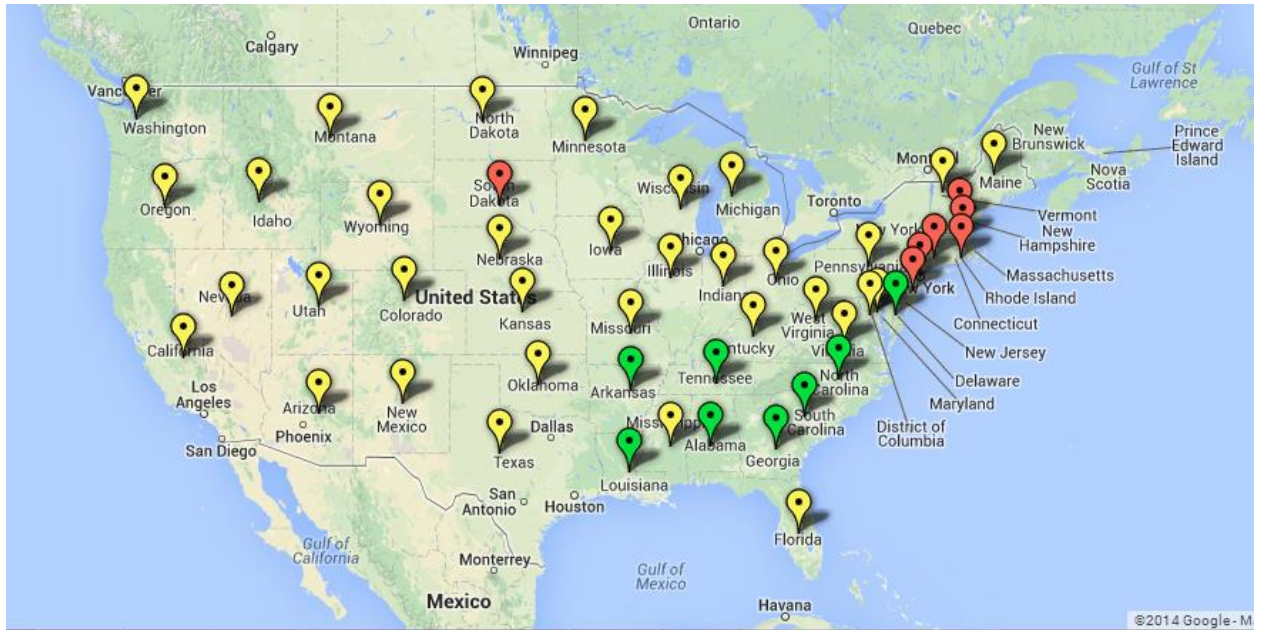 Ontario
Quebec
Calgary
Winnipeg
Gulf of St
Lawrence
Washington
Montana
North
Dakota
Minnesota
New
Brunswick
Prince
Edward
Island
Nova
Scotia
Maine
Oregon
Idaho
Wyoming
Dakota
Michigan
Toronto
Vermont
New
Hampshire
Nebraska
Iowa
Illinois
Chicago
Ohio
Pennsylvania
Massachusetts
Rhode Island
Connecticut
New Jersey
Delaware
Maryland
District of
Columbia
Utah
Colorado
United States
Kansas
Missouri
West
Virginia
California
Los
Angeles
San Diego
Arizona
Phoenix
New
Mexico
Oklahoma
Arkansas
Tennessee
North
Carolina
South
Carolina
Texas
Dallas
Alabama
Georgia
Louisiana
San
Antonio
Houston
Florida
Gulf of
California
Monterrey
Gulf of
Mexico
Mexico
Havana
©2014 Google - M